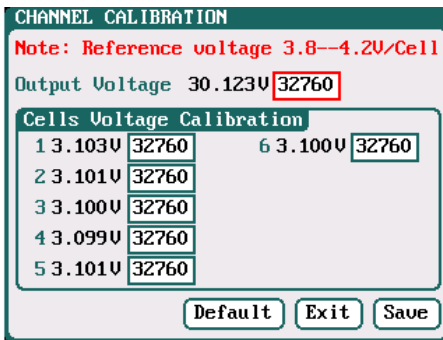 CHANNEL CALIBRATION
Note: Reference voltage 3.8--4.2V/Cell
Output Voltage 30.123V 32760
Cells Voltage Calibration
1 3.103V 32760 6 3.100V 32760
2 3.101V 32760
3 3.100V 32760
4 3.099V 32760
5 3.101V 32760
Default Exit Save